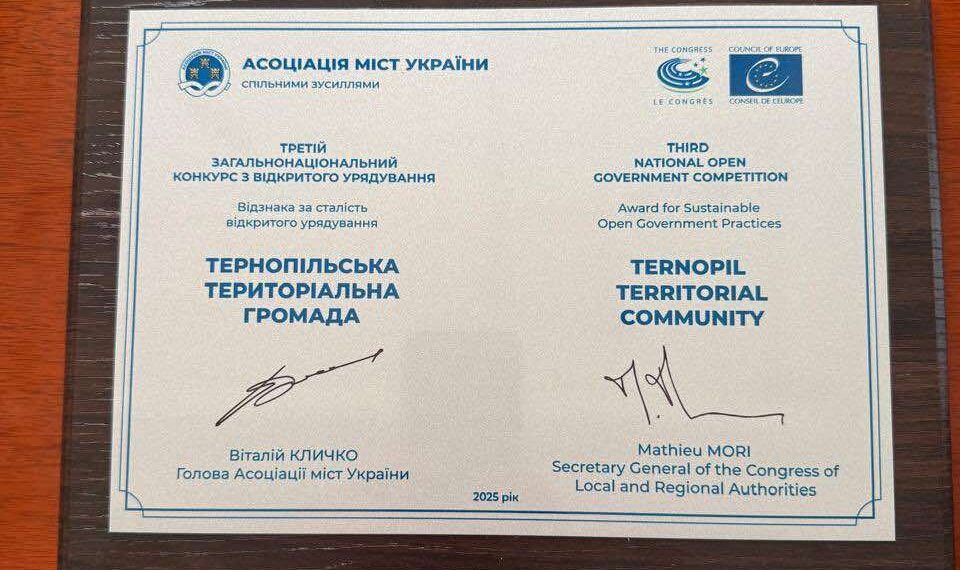 АСОЦІАЦІЯ МІСТ УКРАЇНИ
СПІЛЬНИМИ ЗУСИЛЛЯМИ
THE CONGRESS
LE CONGRÈS
COUNCIL OF EUROPE
CONSEIL DE L'EUROPE
ТРЕТІЙ
ЗАГАЛЬНОНАЦІОНАЛЬНИЙ
КОНКУРС З ВІДКРИТОГО УРЯДУВАННЯ
Відзнака за сталість
відкритого урядування
ТЕРНОПІЛЬСЬКА
ТЕРИТОРІАЛЬНА
ГРОМАДА
Віталій КЛИЧКО
Голова Асоціації міст України
THIRD
NATIONAL OPEN
GOVERNMENT COMPETITION
Award for Sustainable
Open Government Practices
TERNOPIL
TERRITORIAL
COMMUNITY
Mathieu MORI
Secretary General of the Congress of
Local and Regional Authorities
2025 рік